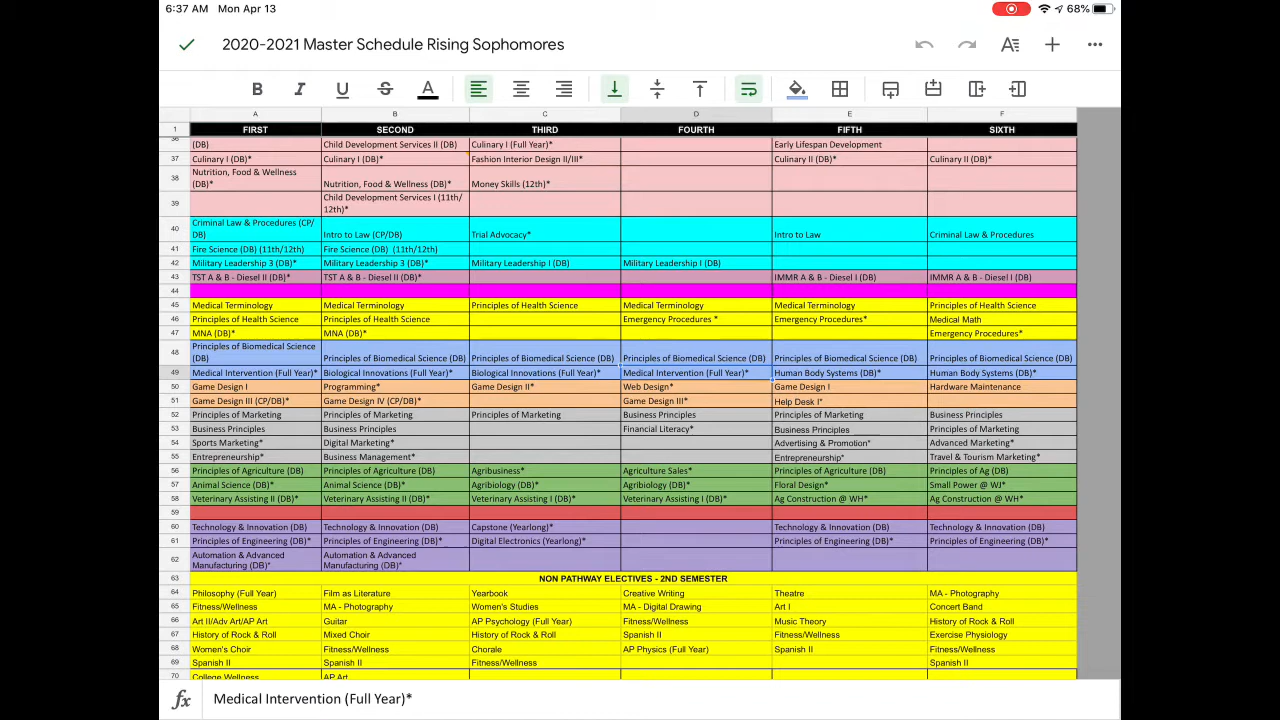 6:37 AM Mon Apr 13 68%
2020-2021 Master Schedule Rising Sophomores
B I U S A
A B C D E F
1 FIRST SECOND THIRD FOURTH FIFTH SIXTH
36 (DB) Child Development Services II (DB) Culinary I (Full Year)* Early Lifespan Development
37 Culinary I (DB)* Culinary I (DB)* Fashion Interior Design II/III* Culinary II (DB)* Culinary II (DB)*
38 Nutrition, Food & Wellness
(DB)* Nutrition, Food & Wellness (DB)* Money Skills (12th)*
39 Child Development Services I (11th/
12th)*
40 Criminal Law & Procedures (CP/
DB) Intro to Law (CP/DB) Trial Advocacy* Intro to Law Criminal Law & Procedures
41 Fire Science (DB) (11th/12th) Fire Science (DB) (11th/12th)
42 Military Leadership 3 (DB)* Military Leadership 3 (DB)* Military Leadership I (DB) Military Leadership I (DB)
43 TST A & B - Diesel II (DB)* TST A & B - Diesel II (DB)* IMMR A & B - Diesel I (DB) IMMR A & B - Diesel I (DB)
44
45 Medical Terminology Medical Terminology Principles of Health Science Medical Terminology Medical Terminology Principles of Health Science
46 Principles of Health Science Principles of Health Science Emergency Procedures * Emergency Procedures* Medical Math
47 MNA (DB)* MNA (DB)* Emergency Procedures*
48 Principles of Biomedical Science
(DB) Principles of Biomedical Science (DB) Principles of Biomedical Science (DB) Principles of Biomedical Science (DB) Principles of Biomedical Science (DB) Principles of Biomedical Science (DB)
49 Medical Intervention (Full Year)* Biological Innovations (Full Year)* Biological Innovations (Full Year)* Medical Intervention (Full Year)* Human Body Systems (DB)* Human Body Systems (DB)*
50 Game Design I Programming* Game Design II* Web Design* Game Design I Hardware Maintenance
51 Game Design III (CP/DB)* Game Design IV (CP/DB)* Game Design III* Help Desk I*
52 Principles of Marketing Principles of Marketing Principles of Marketing Business Principles Principles of Marketing Business Principles
53 Business Principles Business Principles Financial Literacy* Business Principles Principles of Marketing
54 Sports Marketing* Digital Marketing* Advertising & Promotion* Advanced Marketing*
55 Entrepreneurship* Business Management* Entrepreneurship* Travel & Tourism Marketing*
56 Principles of Agriculture (DB) Principles of Agriculture (DB) Agribusiness* Agriculture Sales* Principles of Agriculture (DB) Principles of Ag (DB)
57 Animal Science (DB)* Animal Science (DB)* Agribiology (DB)* Agribiology (DB)* Floral Design* Small Power @ WJ*
58 Veterinary Assisting II (DB)* Veterinary Assisting II (DB)* Veterinary Assisting I (DB)* Veterinary Assisting I (DB)* Ag Construction @ WH* Ag Construction @ WH*
59
60 Technology & Innovation (DB) Technology & Innovation (DB) Capstone (Yearlong)* Technology & Innovation (DB) Technology & Innovation (DB)
61 Principles of Engineering (DB)* Principles of Engineering (DB)* Digital Electronics (Yearlong)* Principles of Engineering (DB)* Principles of Engineering (DB)*
62 Automation & Advanced
Manufacturing (DB)* Automation & Advanced
Manufacturing (DB)*
63 NON PATHWAY ELECTIVES - 2ND SEMESTER
64 Philosophy (Full Year) Film as Literature Yearbook Creative Writing Theatre MA - Photography
65 Fitness/Wellness MA - Photography Women's Studies MA - Digital Drawing Art I Concert Band
66 Art II/Adv Art/AP Art Guitar AP Psychology (Full Year) Fitness/Wellness Music Theory History of Rock & Roll
67 History of Rock & Roll Mixed Choir History of Rock & Roll Spanish II Fitness/Wellness Exercise Physiology
68 Women's Choir Fitness/Wellness Chorale AP Physics (Full Year) Spanish II Fitness/Wellness
69 Spanish II Spanish II Fitness/Wellness Spanish II
70 College Wellness AP Art
fx Medical Intervention (Full Year)*